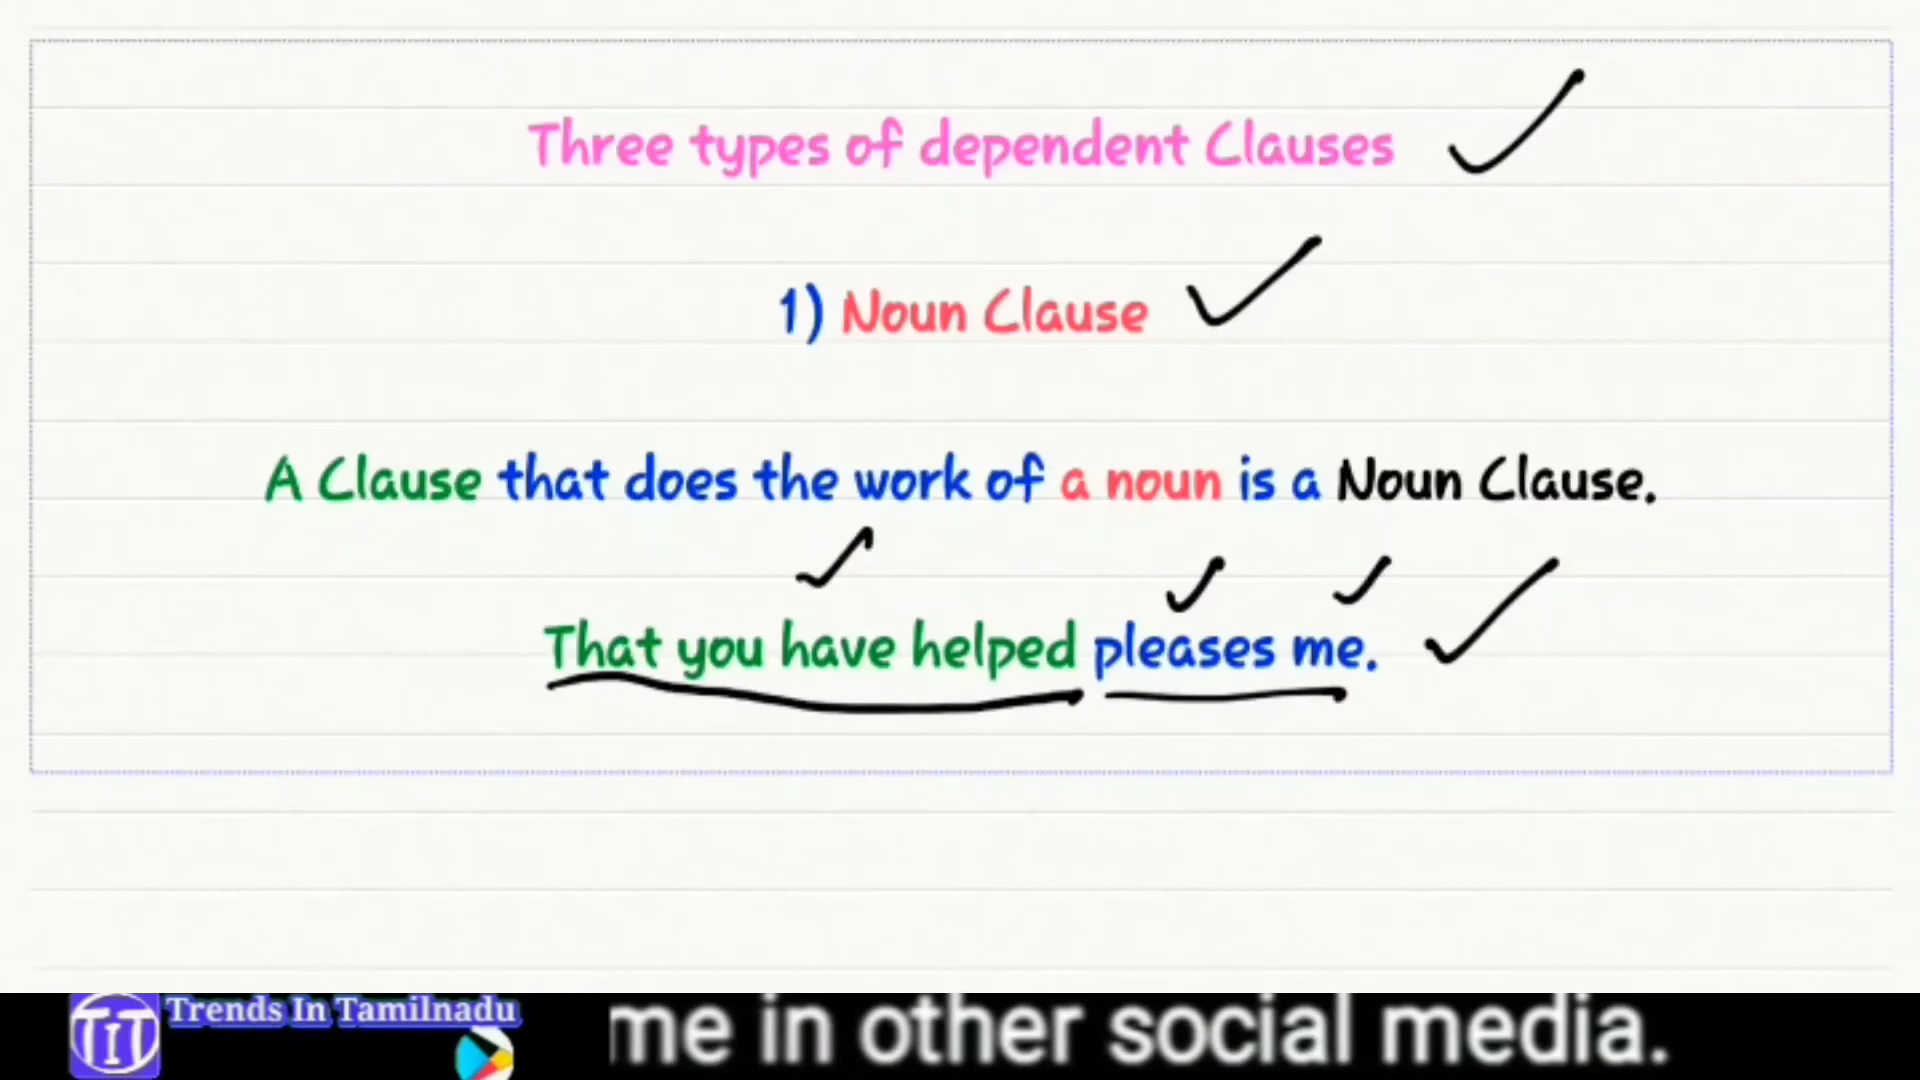 Three types of dependent Clauses
1) Noun Clause
A Clause that does the work of a noun is a Noun Clause.
That you have helped pleases me.
TIT Trends In Tamilnadu
me in other social media.